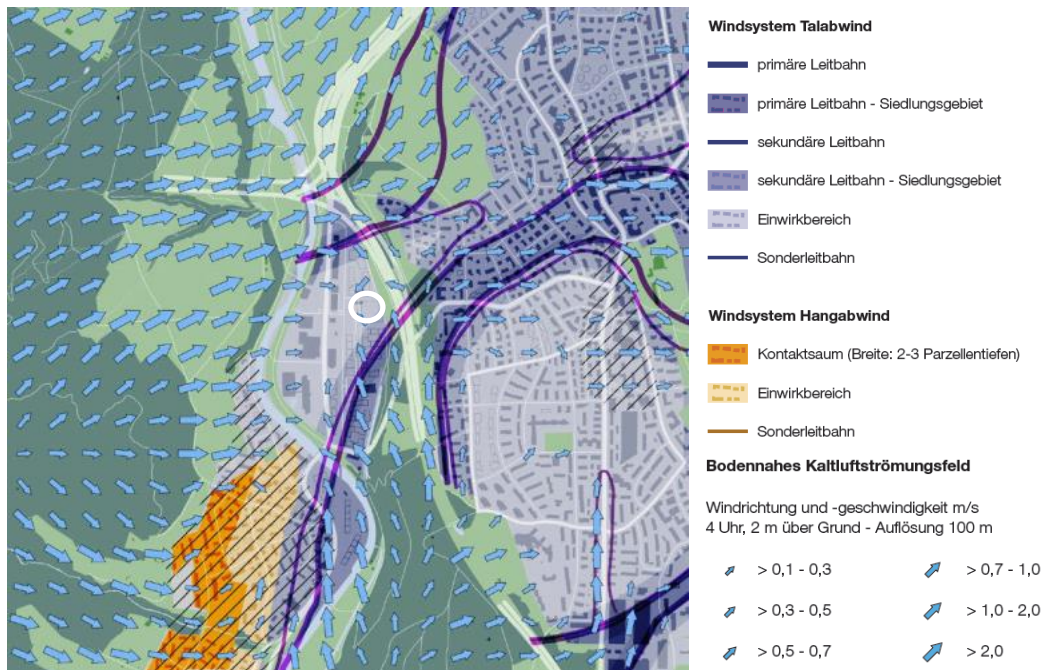 Windsystem Talabwind
primäre Leitbahn
primäre Leitbahn - Siedlungsgebiet
sekundäre Leitbahn
sekundäre Leitbahn - Siedlungsgebiet
Einwirkbereich
Sonderleitbahn
Windsystem Hangabwind
Kontaktsaum (Breite: 2-3 Parzellentiefen)
Einwirkbereich
Sonderleitbahn
Bodennahes Kaltluftströmungsfeld
Windrichtung und -geschwindigkeit m/s
4 Uhr, 2 m über Grund - Auflösung 100 m
> 0,1 - 0,3
> 0,3 - 0,5
> 0,5 - 0,7
> 0,7 - 1,0
> 1,0 - 2,0
> 2,0